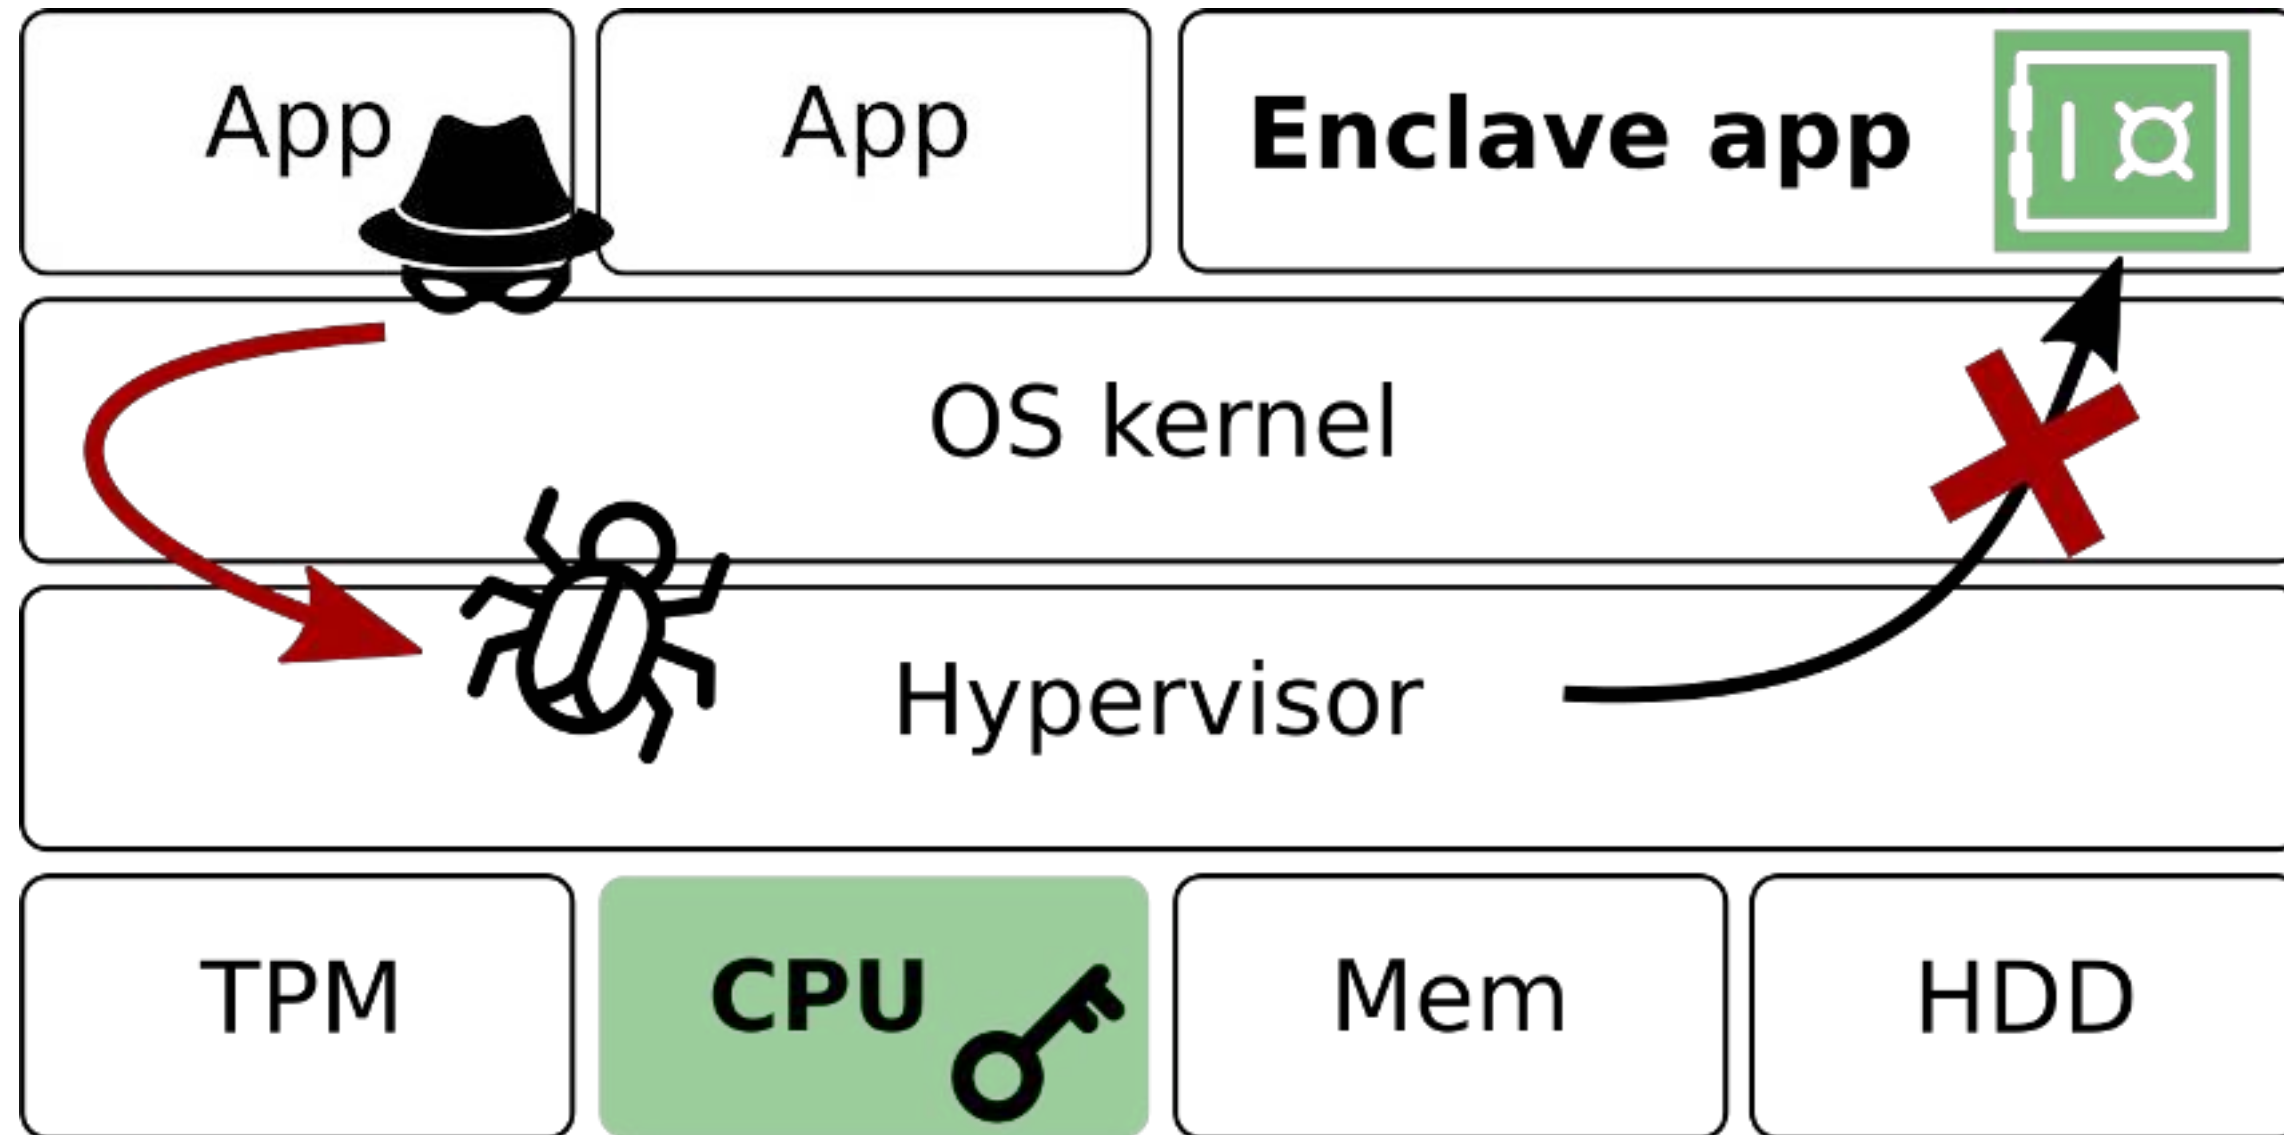 App
App
Enclave app
OS kernel
Hypervisor
TPM
CPU
Mem
HDD